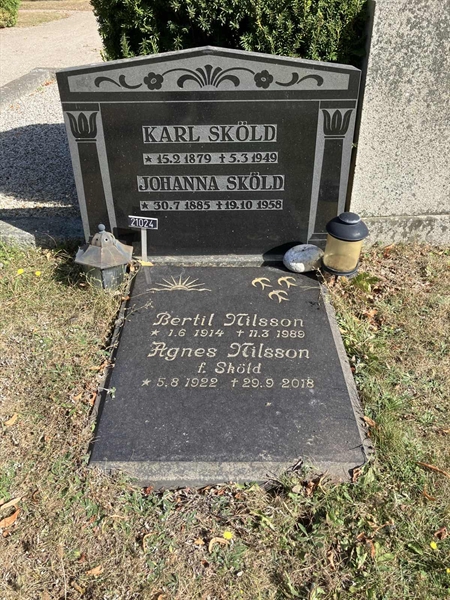 KARL SKÖLD
* 15.2 1879 + 5.3 1949
JOHANNA SKÖLD
* 30.7 1885 + 19.10 1958
21024
Bertil Nilsson
* 1.6 1914 + 11.3 1989
Agnes Nilsson
f. Sköld
* 5.8 1922 + 29.9 2018